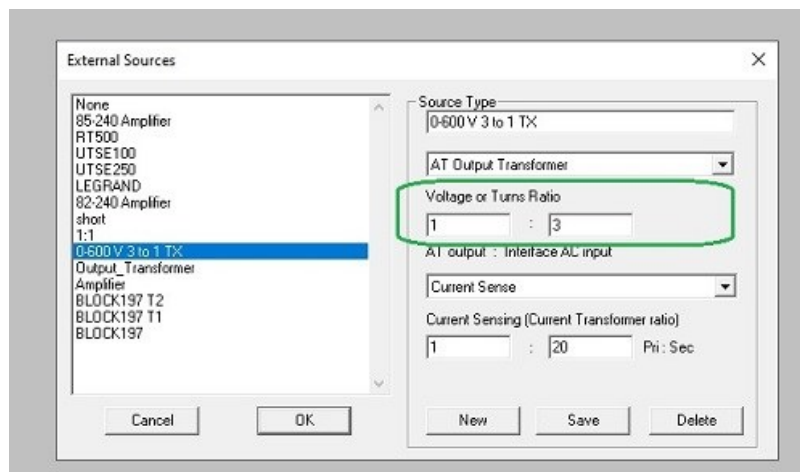 External Sources
None
85-240 Amplifier
RT500
UTSE100
UTSE250
LEGRAND
82-240 Amplifier
short
1:1
0-600 V 3 to 1 TX
Output_Transformer
Amplifier
BLOCK197 T2
BLOCK197 T1
BLOCK197
Cancel
OK
Source Type
0-600 V 3 to 1 TX
AT Output Transformer
Voltage or Turns Ratio
1 : 3
AT output : Interface AC input
Current Sense
Current Sensing (Current Transformer ratio)
1 : 20 Pri : Sec
New Save Delete